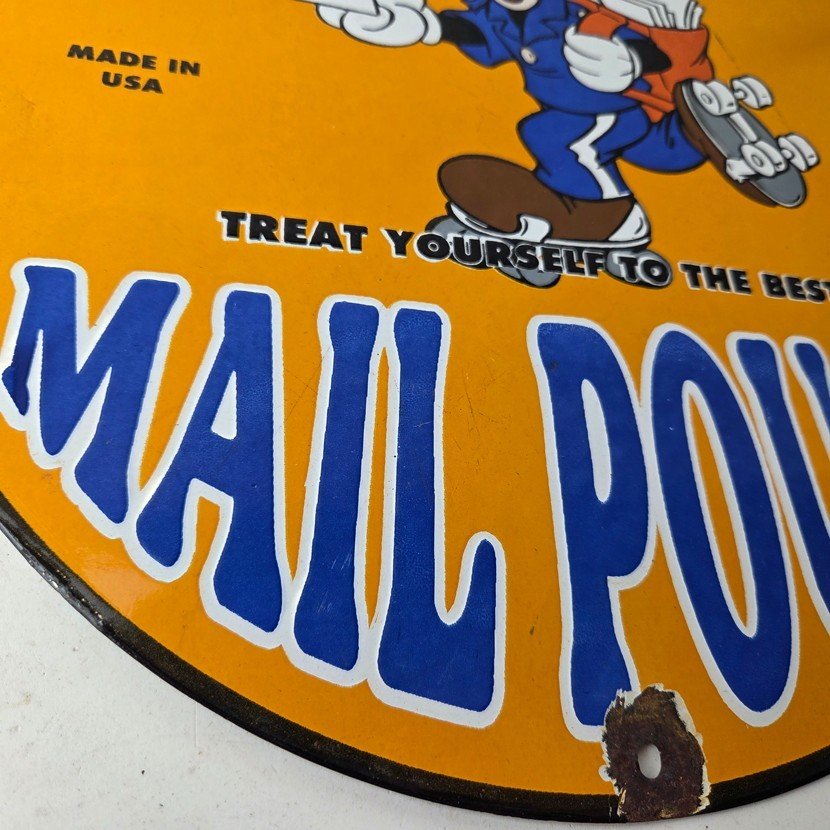 MADE IN
USA
TREAT YOURSELF TO THE BEST
MAIL POU